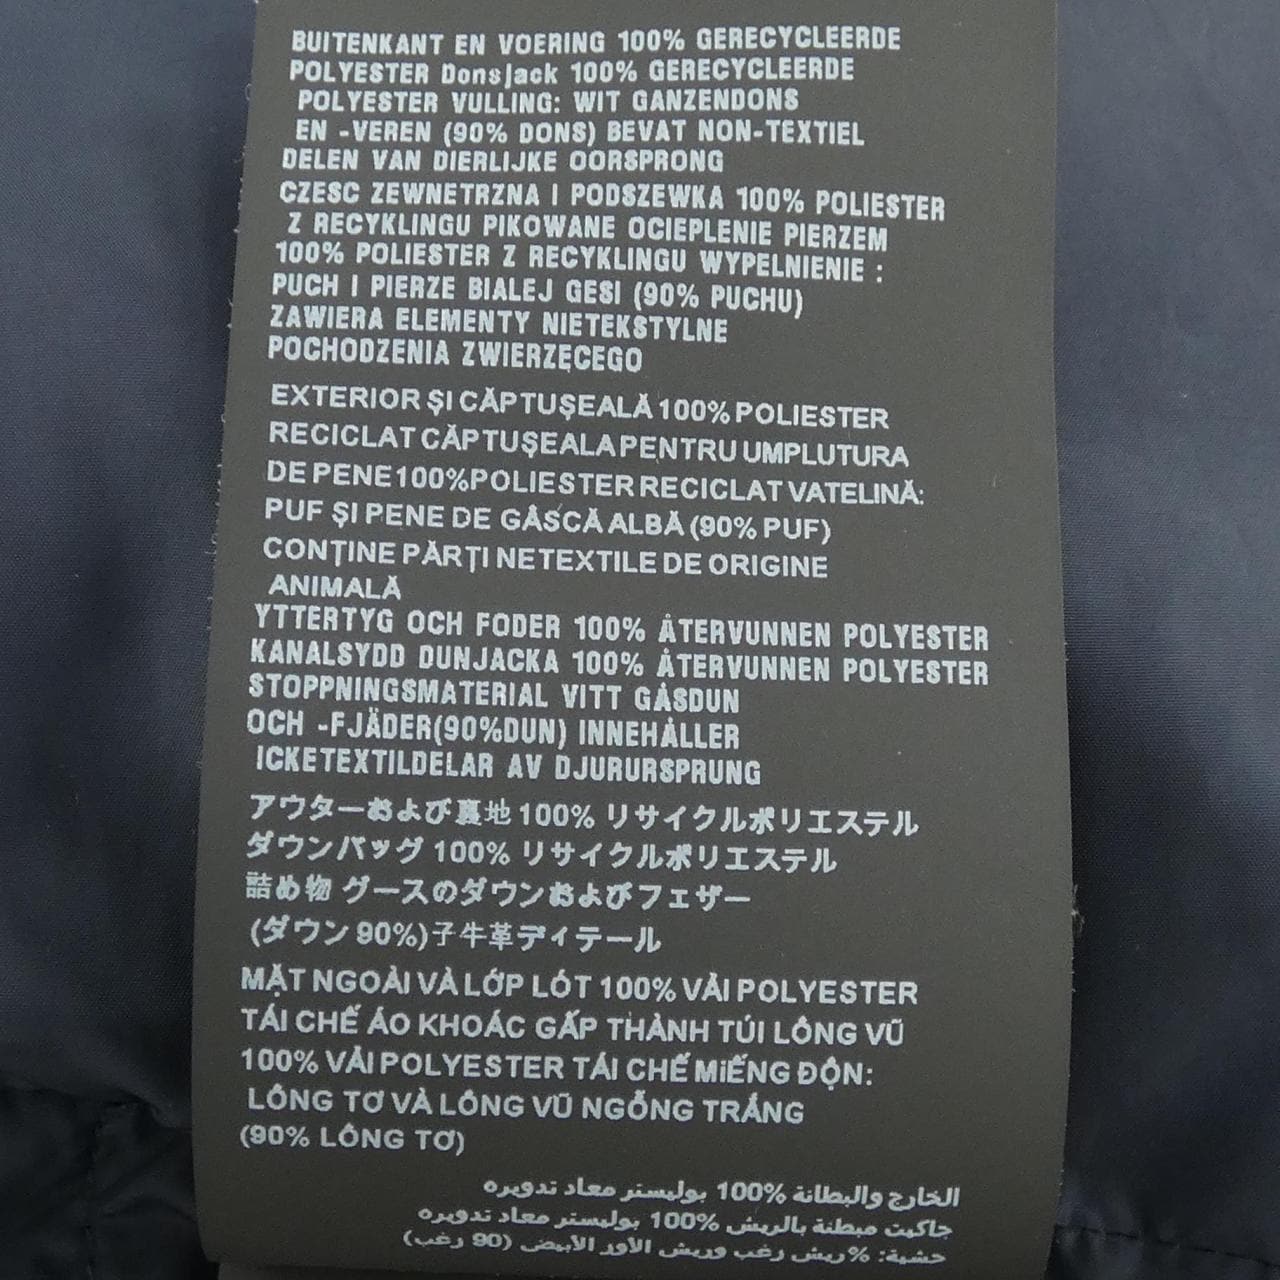 BUITENKANT EN VOERING 100% GERECYCLEERDE
POLYESTER Donsjack 100% GERECYCLEERDE
POLYESTER VULLING: WIT GANZENDONS
EN -VEREN (90% DONS) BEVAT NON-TEXTIEL
DELEN VAN DIERLIJKE OORSPRONG
CZESC ZEWNETRZNA I PODSZEWKA 100% POLIESTER
Z RECYKLINGU PIKOWANE OCIEPLENIE PIERZEM
100% POLIESTER Z RECYKLINGU WYPELNIENIE :
PUCH I PIERZE BIALEJ GESI (90% PUCHU)
ZAWIERA ELEMENTY NIETEKSTYLNE
POCHODZENIA ZWIERZĘCEGO
EXTERIOR ȘI CĂPTUȘEALĂ 100% POLIESTER
RECICLAT CĂPTUȘEALA PENTRU UMPLUTURA
DE PENE 100% POLIESTER RECICLAT VATELINĂ:
PUF ȘI PENE DE GÂSCĂ ALBĂ (90% PUF)
CONȚINE PĂRȚI NETEXTILE DE ORIGINE
ANIMALĂ
YTTERTYG OCH FODER 100% ÅTERVUNNEN POLYESTER
KANALSYDD DUNJACKA 100% ÅTERVUNNEN POLYESTER
STOPPNINGSMATERIAL VITT GÅSDUN
OCH -FJÄDER(90%DUN) INNEHÅLLER
ICKETEXTILDELAR AV DJURURSPRUNG
アウターおよび裏地 100% リサイクルポリエステル
ダウンバッグ 100% リサイクルポリエステル
詰め物 グースのダウンおよびフェザー
(ダウン 90%)子牛革ディテール
MẶT NGOÀI VÀ LỚP LÓT 100% VẢI POLYESTER
TÁI CHẾ ÁO KHOÁC GẤP THÀNH TÚI LÔNG VŨ
100% VẢI POLYESTER TÁI CHẾ MiẾNG ĐỘN:
LÔNG TƠ VÀ LÔNG VŨ NGỖNG TRẮNG
(90% LÔNG TƠ)
الخارج والبطانة %100 بوليستر معاد تدويره
جاكيت مبطنة بالريش %100 بوليستر معاد تدويره
حشية: %ريش رغب وريش الأور الأبيض (90 رغب)